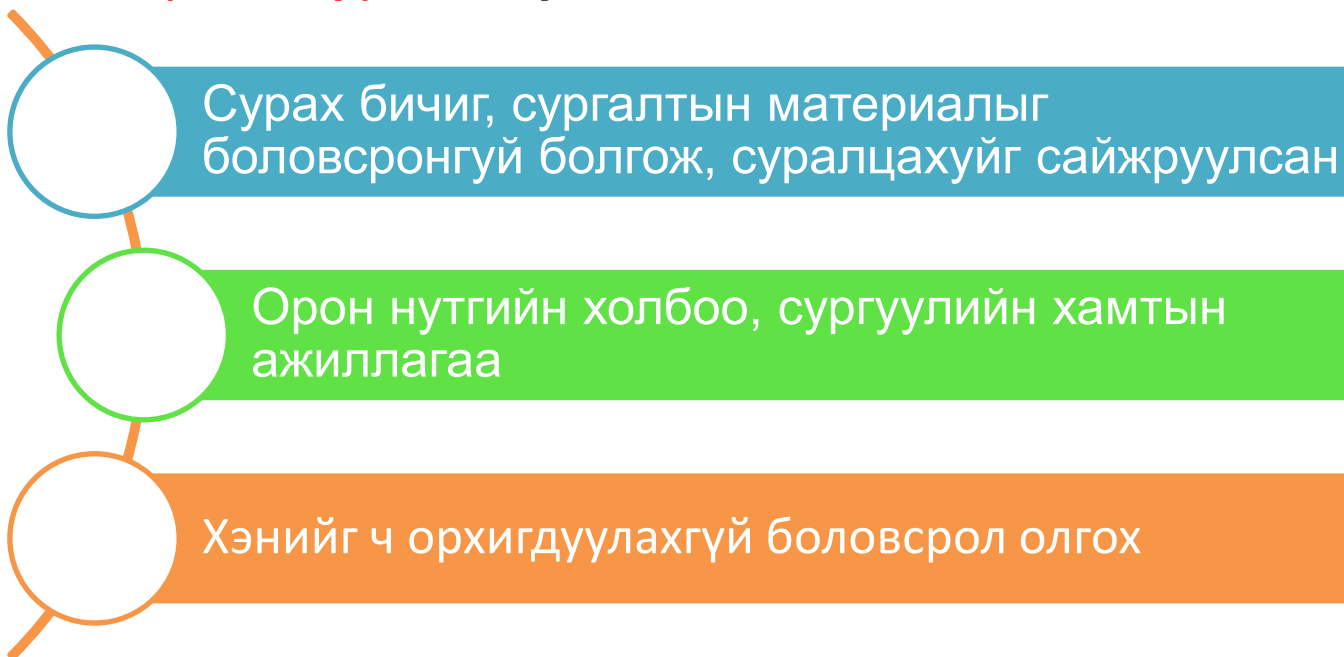 Сурах бичиг, сургалтын материалыг
боловсронгуй болгож, суралцахуйг сайжруулсан
Орон нутгийн холбоо, сургуулийн хамтын
ажиллагаа
Хэнийг ч орхигдуулахгүй боловсрол олгох